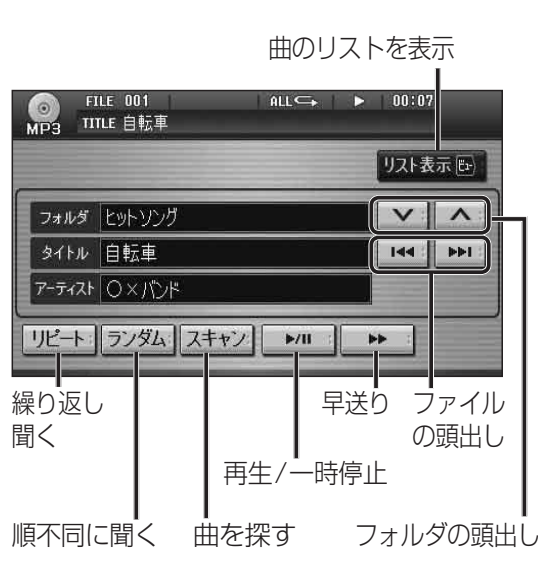 曲のリストを表示
FILE 001 ALL 00:07
MP3 TITLE 自転車
リスト表示 ビュー
フォルダ ヒットソング
タイトル 自転車
アーティスト ○×バンド
リピート ランダム スキャン
繰り返し
聞く
早送り
ファイル
の頭出し
再生/一時停止
順不同に聞く 曲を探す フォルダの頭出し